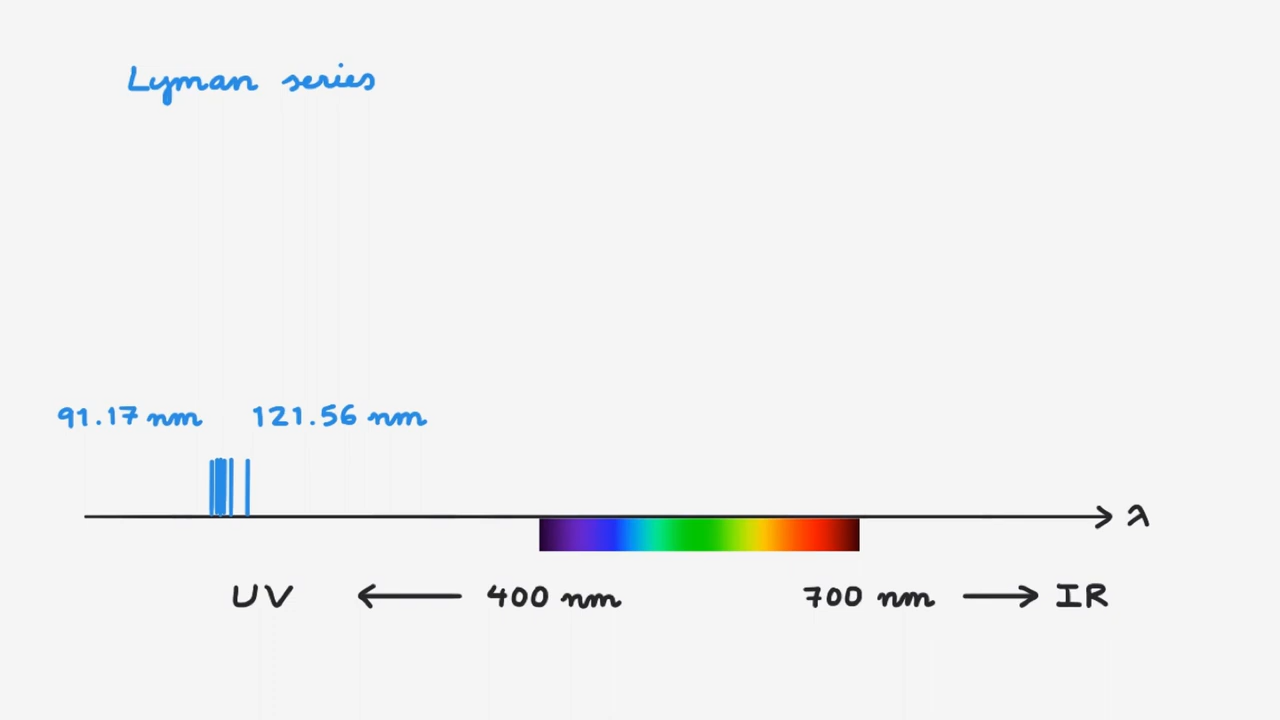 Lyman series
91.17 nm 121.56 nm
λ
UV ← 400 nm 700 nm → IR